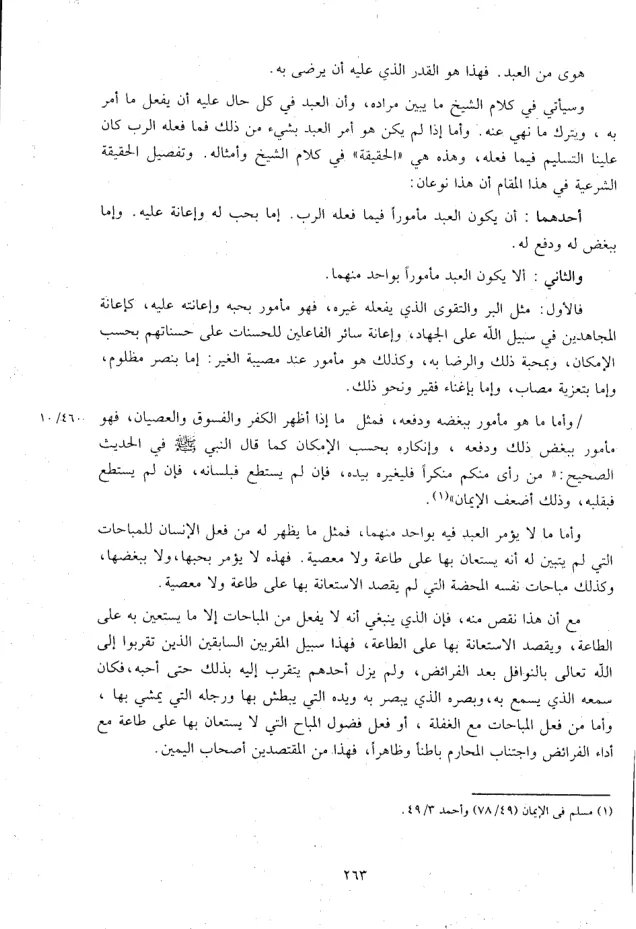 هوى من العبد. فهذا هو القدر الذي عليه أن يرضى به.
وسيأتي في كلام الشيخ ما يبين مراده، وأن العبد في كل حال عليه أن يفعل ما أمر
به ، ويترك ما نهي عنه. وأما إذا لم يكن هو أمر العبد بشيء من ذلك فما فعله الرب كان
علينا التسليم فيما فعله، وهذه هي «الحقيقة» في كلام الشيخ وأمثاله. وتفصيل الحقيقة
الشرعية في هذا المقام أن هذا نوعان:
أحدهما : أن يكون العبد مأموراً فيما فعله الرب. إما بحب له وإعانة عليه. وإما
ببغض له ودفع له.
والثاني : ألا يكون العبد مأموراً بواحد منهما.
فالأول: مثل البر والتقوى الذي يفعله غيره، فهو مأمور بحبه وإعانته عليه، كإعانة
المجاهدين في سبيل الله على الجهاد، وإعانة سائر الفاعلين للحسنات على حسناتهم بحسب
الإمكان، وبمحبة ذلك والرضا به، وكذلك هو مأمور عند مصيبة الغير: إما بنصر مظلوم،
وإما بتعزية مصاب، وإما بإغناء فقير ونحو ذلك.
/ وأما ما هو مأمور ببغضه ودفعه، فمثل ما إذا أظهر الكفر والفسوق والعصيان، فهو ١٠/٤٦٠
مأمور ببغض ذلك ودفعه ، وإنكاره بحسب الإمكان كما قال النبي ﷺ في الحديث
الصحيح:« من رأى منكم منكراً فليغيره بيده، فإن لم يستطع فبلسانه، فإن لم يستطع
فبقلبه، وذلك أضعف الإيمان»(١).
وأما ما لا يؤمر العبد فيه بواحد منهما، فمثل ما يظهر له من فعل الإنسان للمباحات
التي لم يتبين له أنه يستعان بها على طاعة ولا معصية. فهذه لا يؤمر بحبها،ولا ببغضها،
وكذلك مباحات نفسه المحضة التي لم يقصد الاستعانة بها على طاعة ولا معصية.
مع أن هذا نقص منه، فإن الذي ينبغي أنه لا يفعل من المباحات إلا ما يستعين به على
الطاعة، ويقصد الاستعانة بها على الطاعة، فهذا سبيل المقربين السابقين الذين تقربوا إلى
الله تعالى بالنوافل بعد الفرائض، ولم يزل أحدهم يتقرب إليه بذلك حتى أحبه،فكان
سمعه الذي يسمع به،وبصره الذي يبصر به ويده التي يبطش بها ورجله التي يمشي بها ،
وأما من فعل المباحات مع الغفلة ، أو فعل فضول المباح التي لا يستعان بها على طاعة مع
أداء الفرائض واجتناب المحارم باطناً وظاهراً، فهذا من المقتصدين أصحاب اليمين.
(١) مسلم في الإيمان (٧٨/٤٩) وأحمد ٤٩/٣.
٢٦٣